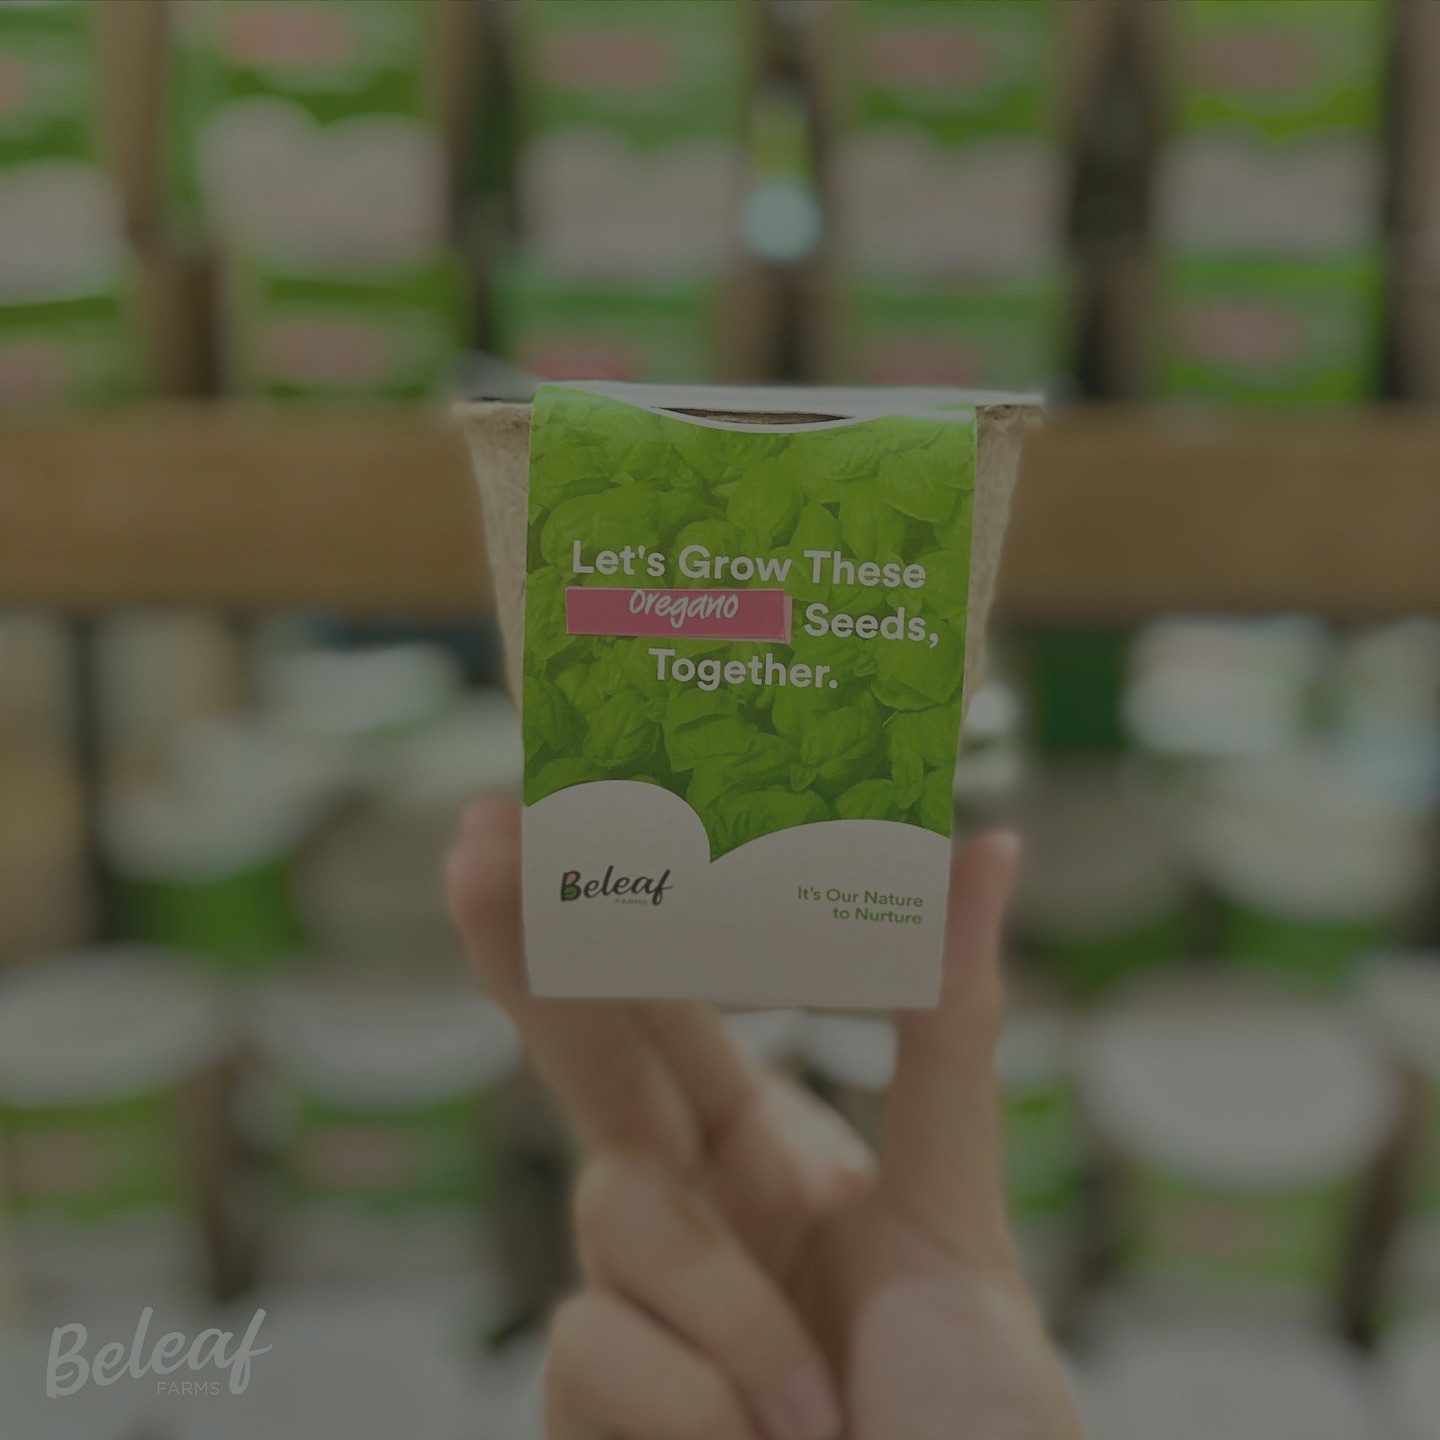 Let's Grow These
Oregano Seeds,
Together.
Beleaf
FARMS
It's Our Nature
to Nurture
Beleaf
FARMS